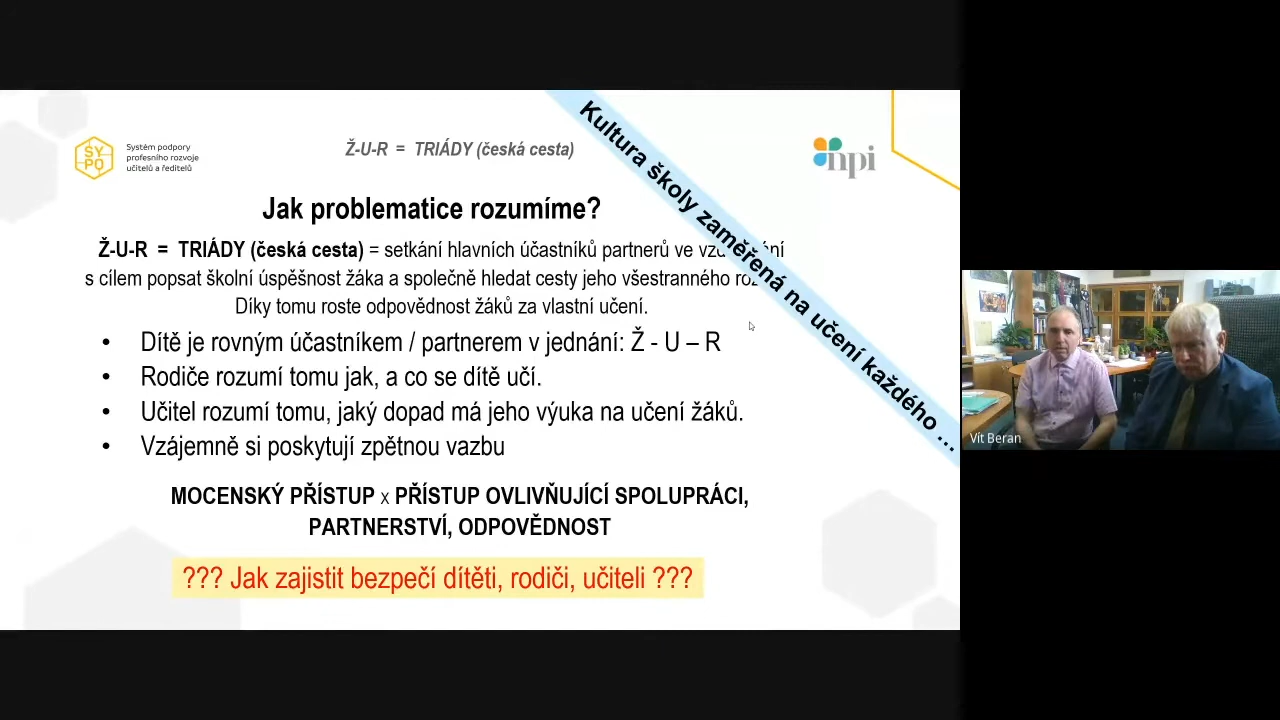 SYPO
Systém podpory
profesního rozvoje
učitelů a ředitelů
Ž-U-R = TRIÁDY (česká cesta)
npi
Kultura školy zaměřená na učení každého ...
Jak problematice rozumíme?
Ž-U-R = TRIÁDY (česká cesta) = setkání hlavních účastníků partnerů ve
s cílem popsat školní úspěšnost žáka a společně hledat cesty jeho všestranného
Díky tomu roste odpovědnost žáků za vlastní učení.
• Dítě je rovným účastníkem / partnerem v jednání: Ž - U – R
• Rodiče rozumí tomu jak, a co se dítě učí.
• Učitel rozumí tomu, jaký dopad má jeho výuka na učení žáků.
• Vzájemně si poskytují zpětnou vazbu
MOCENSKÝ PŘÍSTUP x PŘÍSTUP OVLIVŇUJÍCÍ SPOLUPRÁCI,
PARTNERSTVÍ, ODPOVĚDNOST
??? Jak zajistit bezpečí dítěti, rodiči, učiteli ???
Vít Beran